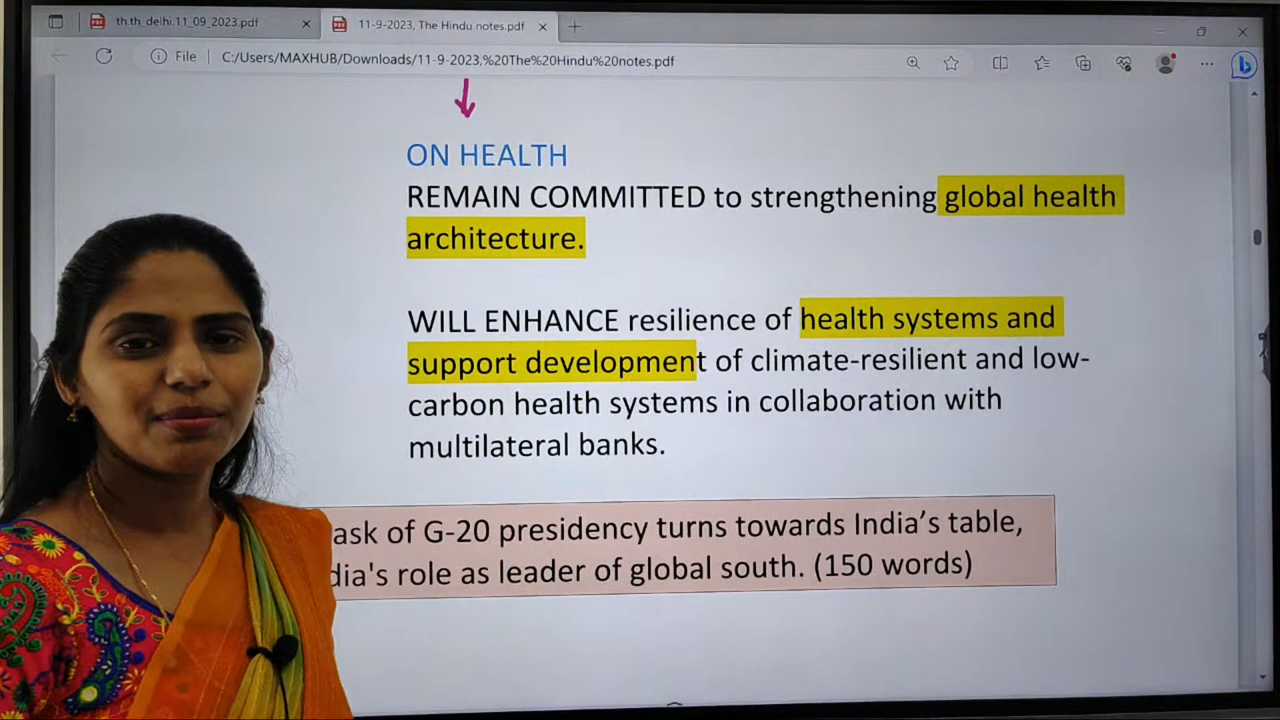 th.th_delhi.11_09_2023.pdf
11-9-2023, The Hindu notes.pdf
File
C:/Users/MAXHUB/Downloads/11-9-2023,%20The%20Hindu%20notes.pdf
ON HEALTH
REMAIN COMMITTED to strengthening global health
architecture.
WILL ENHANCE resilience of health systems and
support development of climate-resilient and low-
carbon health systems in collaboration with
multilateral banks.
ask of G-20 presidency turns towards India’s table,
dia's role as leader of global south. (150 words)